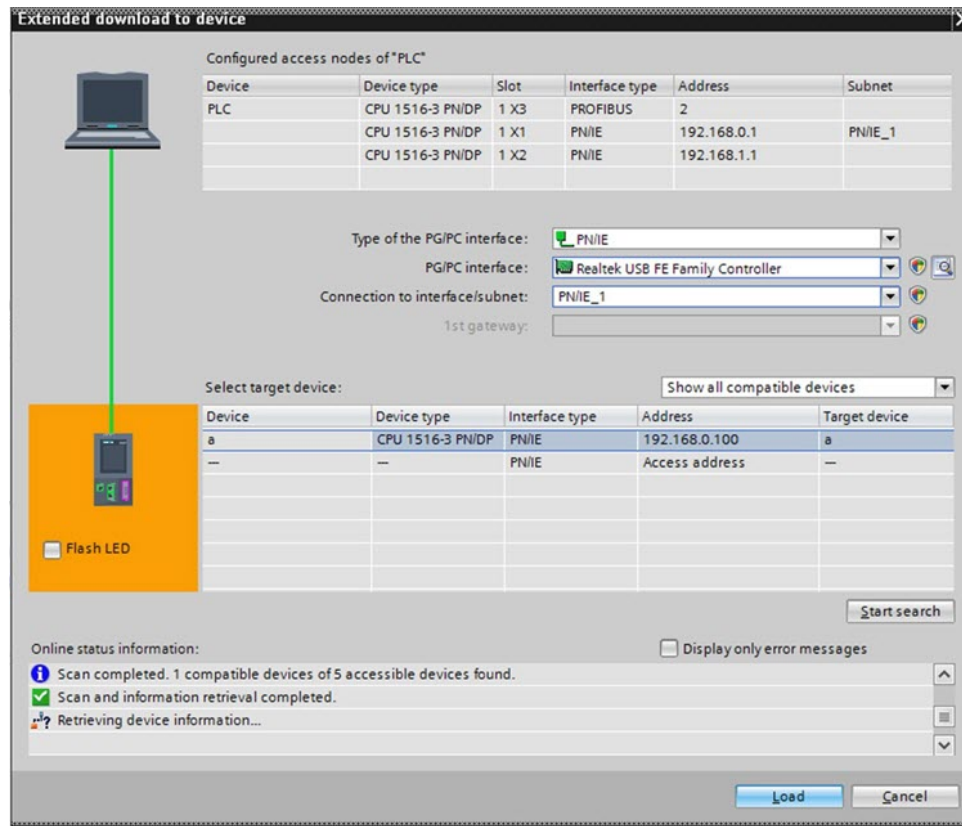 Extended download to device
Configured access nodes of "PLC"
Device Device type Slot Interface type Address Subnet
PLC CPU 1516-3 PN/DP 1 X3 PROFIBUS 2
CPU 1516-3 PN/DP 1 X1 PN/IE 192.168.0.1 PN/IE_1
CPU 1516-3 PN/DP 1 X2 PN/IE 192.168.1.1
Type of the PG/PC interface: PN/IE
PG/PC interface: Realtek USB FE Family Controller
Connection to interface/subnet: PN/IE_1
1st gateway:
Select target device: Show all compatible devices
Device Device type Interface type Address Target device
a CPU 1516-3 PN/DP PN/IE 192.168.0.100 a
— — PN/IE Access address —
Flash LED
Start search
Online status information: Display only error messages
Scan completed. 1 compatible devices of 5 accessible devices found.
Scan and information retrieval completed.
Retrieving device information...
Load Cancel